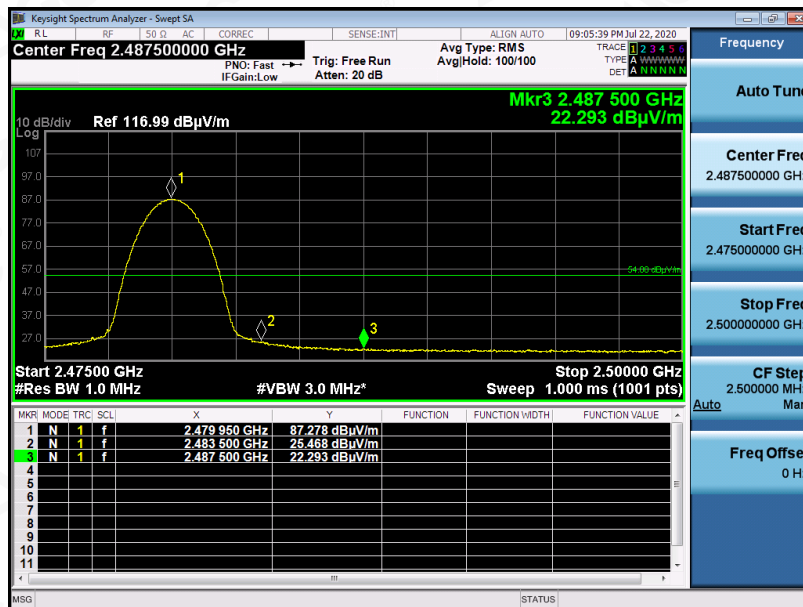 Keysight Spectrum Analyzer - Swept SA
LXI RL RF 50 Ω AC CORREC SENSE:INT ALIGN AUTO 09:05:39 PM Jul 22, 2020
Center Freq 2.487500000 GHz
PNO: Fast
IFGain:Low
Trig: Free Run
Atten: 20 dB
Avg Type: RMS
Avg|Hold: 100/100
TRACE 1 2 3 4 5 6
TYPE A WWWWW
DET A N N N N N
Mkr3 2.487 500 GHz
22.293 dBµV/m
10 dB/div
Log
Ref 116.99 dBµV/m
107
97.0
87.0
77.0
67.0
57.0
47.0
37.0
27.0
1
2
3
54.00 dBµV/m
Start 2.47500 GHz
Stop 2.50000 GHz
#Res BW 1.0 MHz
#VBW 3.0 MHz*
Sweep 1.000 ms (1001 pts)
MKR MODE TRC SCL X Y FUNCTION FUNCTION WIDTH FUNCTION VALUE
1 N 1 f 2.479 950 GHz 87.278 dBµV/m
2 N 1 f 2.483 500 GHz 25.468 dBµV/m
3 N 1 f 2.487 500 GHz 22.293 dBµV/m
4
5
6
7
8
9
10
11
MSG
STATUS
Frequency
Auto Tun
Center Fre
2.487500000 GH
Start Fre
2.475000000 GH
Stop Fre
2.500000000 GH
CF Step
2.500000 MH
Auto Ma
Freq Offse
0 H